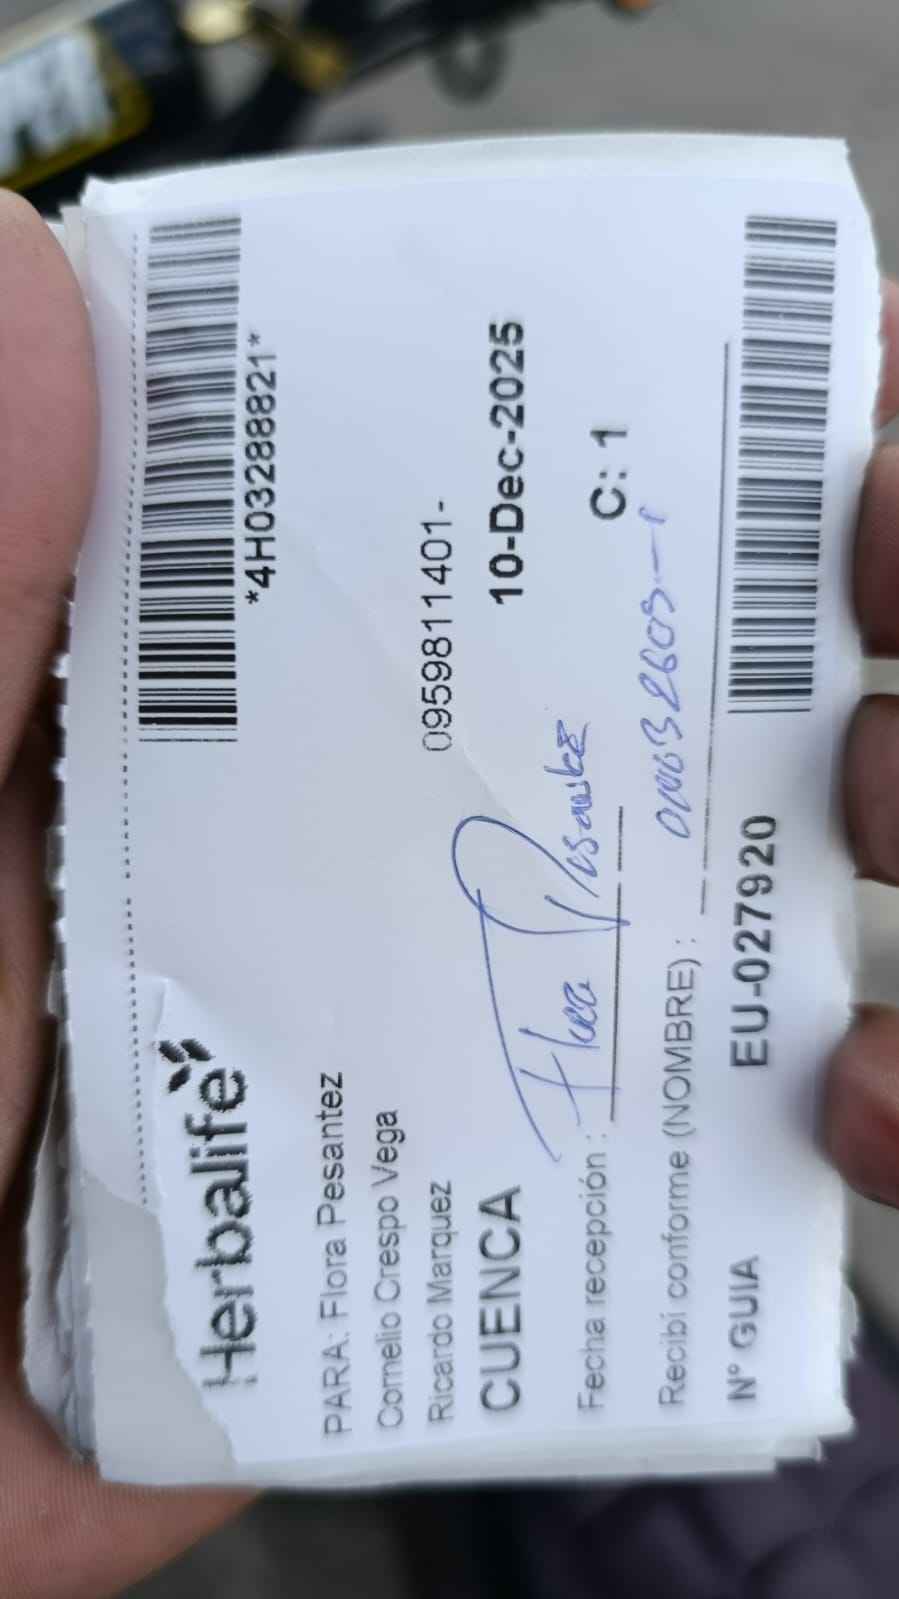 *4H03288821*
Herbalife
PARA: Flora Pesantez
Cornelio Crespo Vega
Ricardo Marquez
0959811401-
CUENCA
10-Dec-2025
Fecha recepción :
Flora Pesantez
C: 1
Recibí conforme (NOMBRE) :
N° GUIA
EU-027920